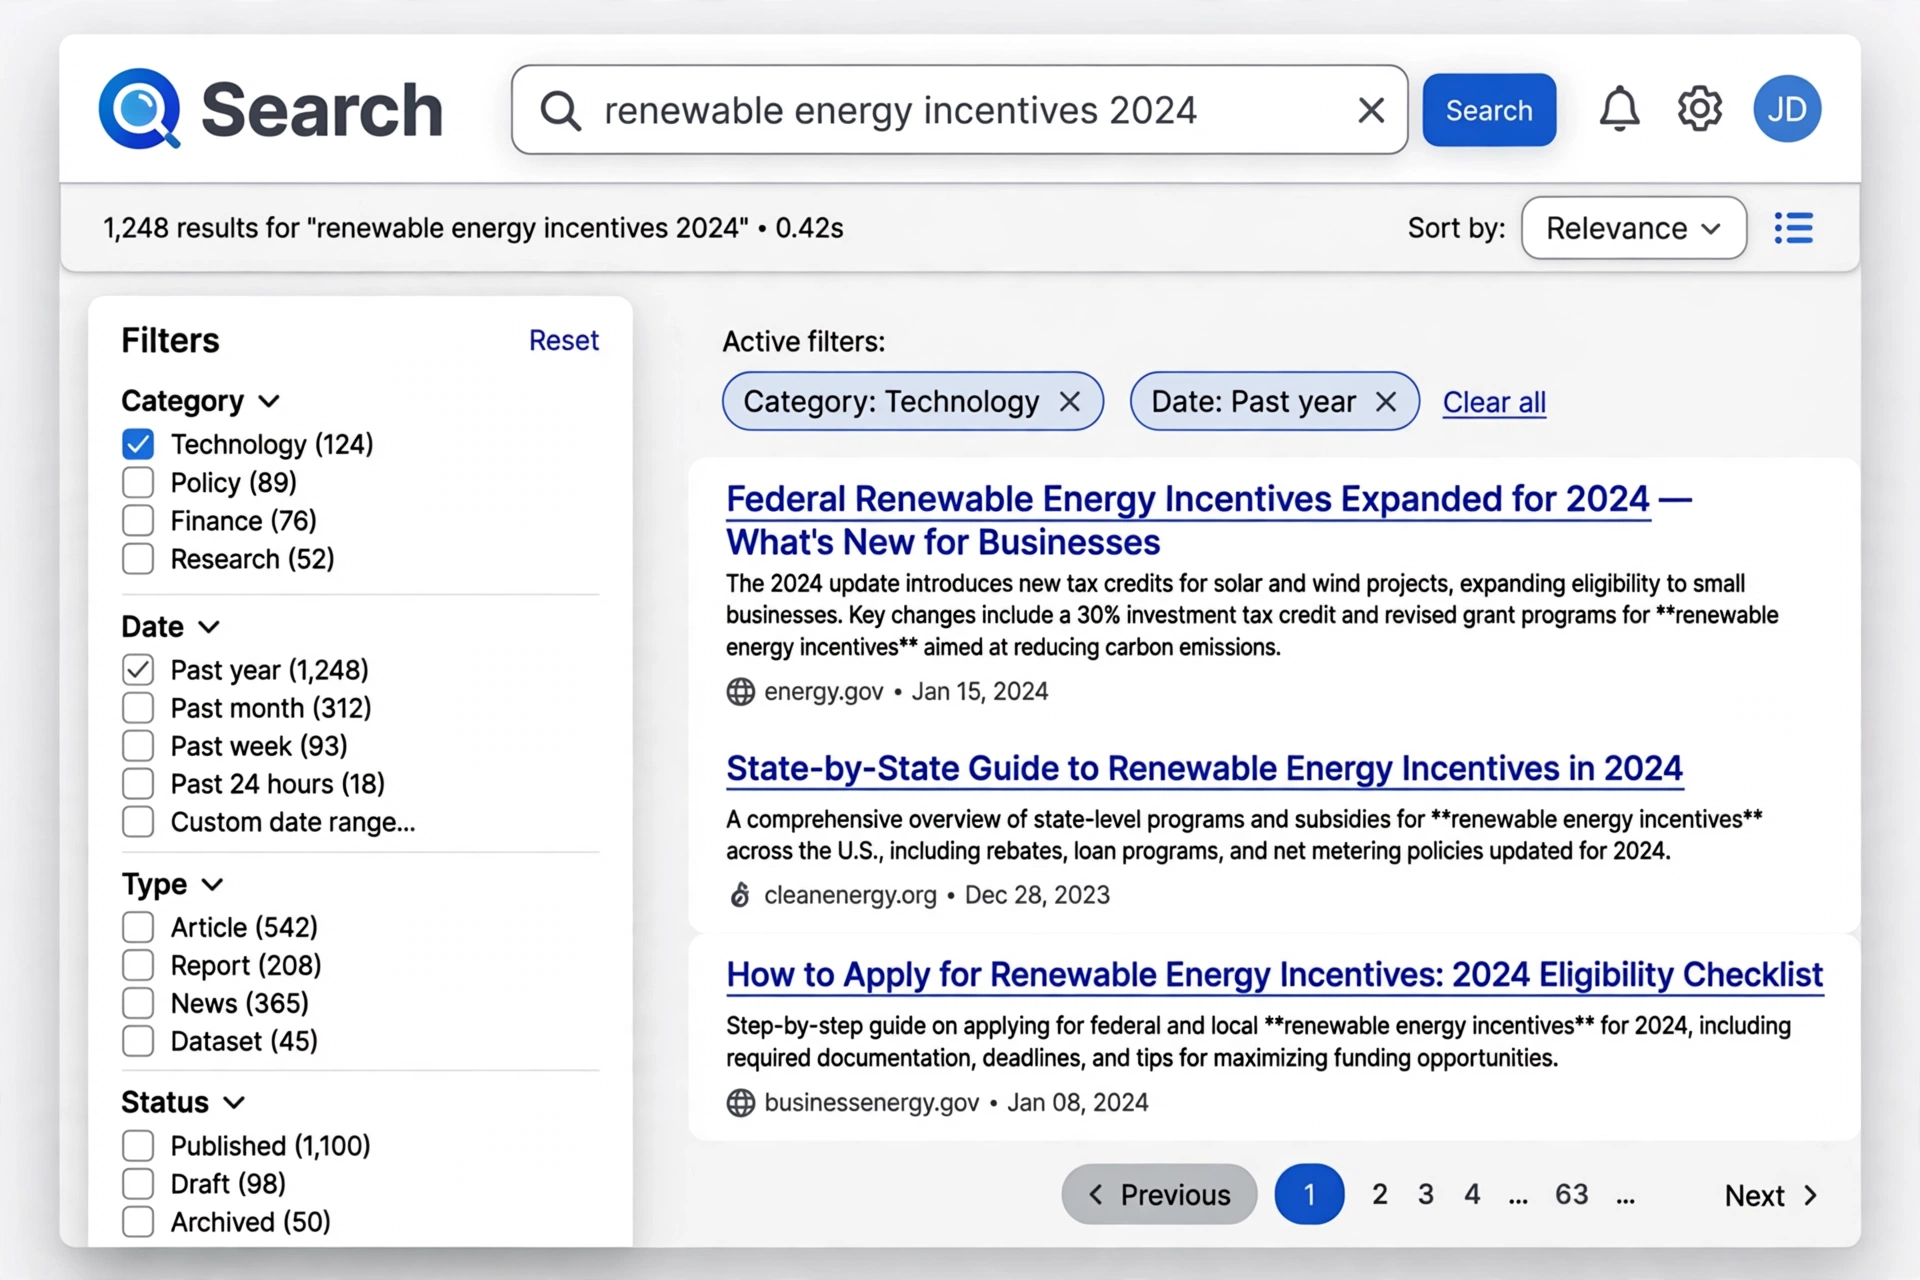 Search
renewable energy incentives 2024
Search
JD
1,248 results for "renewable energy incentives 2024" • 0.42s
Sort by:
Relevance
Filters
Reset
Category
Technology (124)
Policy (89)
Finance (76)
Research (52)
Date
Past year (1,248)
Past month (312)
Past week (93)
Past 24 hours (18)
Custom date range...
Type
Article (542)
Report (208)
News (365)
Dataset (45)
Status
Published (1,100)
Draft (98)
Archived (50)
Active filters:
Category: Technology
Date: Past year
Clear all
Federal Renewable Energy Incentives Expanded for 2024 —
What's New for Businesses
The 2024 update introduces new tax credits for solar and wind projects, expanding eligibility to small
businesses. Key changes include a 30% investment tax credit and revised grant programs for **renewable
energy incentives** aimed at reducing carbon emissions.
energy.gov • Jan 15, 2024
State-by-State Guide to Renewable Energy Incentives in 2024
A comprehensive overview of state-level programs and subsidies for **renewable energy incentives**
across the U.S., including rebates, loan programs, and net metering policies updated for 2024.
cleanenergy.org • Dec 28, 2023
How to Apply for Renewable Energy Incentives: 2024 Eligibility Checklist
Step-by-step guide on applying for federal and local **renewable energy incentives** for 2024, including
required documentation, deadlines, and tips for maximizing funding opportunities.
businessenergy.gov • Jan 08, 2024
Previous 1 2 3 4 ... 63 ... Next